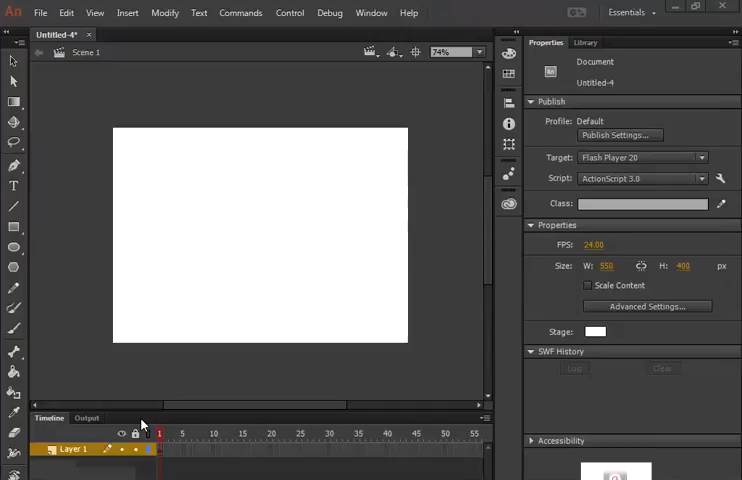 An File Edit View Insert Modify Text Commands Control Debug Window Help Essentials
Untitled-4* ×
Scene 1 74%
Properties Library
Document
Untitled-4
Publish
Profile: Default
Publish Settings...
Target: Flash Player 20
Script: ActionScript 3.0
Class:
Properties
FPS: 24.00
Size: W: 550 H: 400 px
Scale Content
Advanced Settings...
Stage:
SWF History
Log Clear
Accessibility
Timeline Output
1 5 10 15 20 25 30 35 40 45 50 55
Layer 1